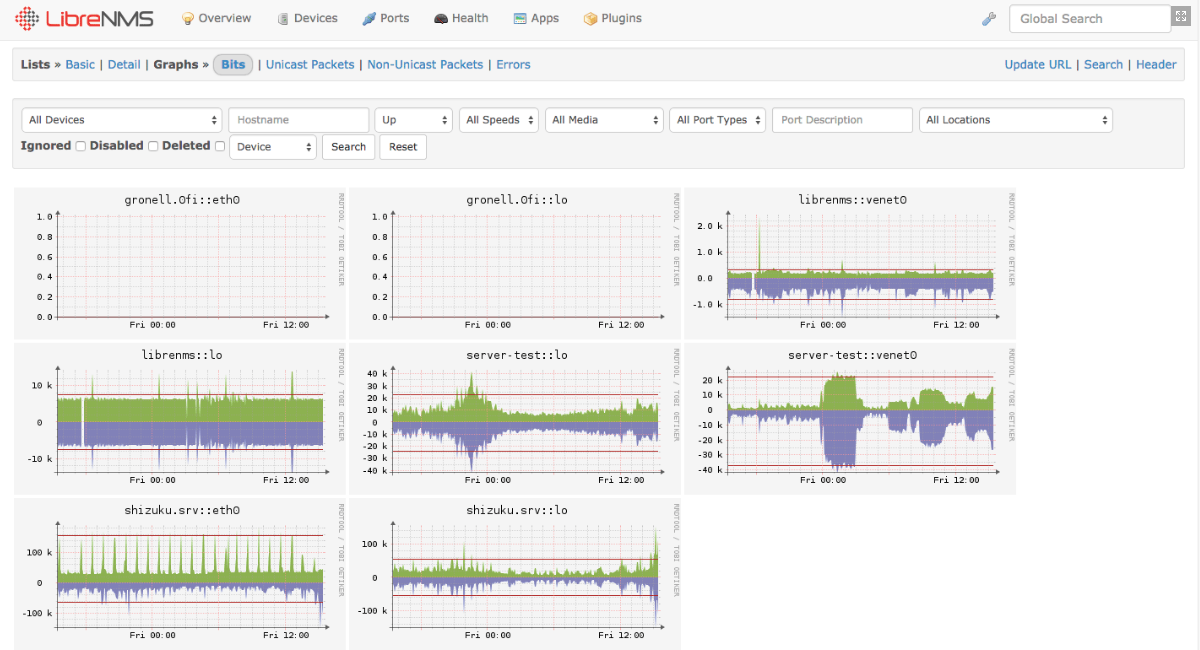 LibreNMS Overview Devices Ports Health Apps Plugins Global Search
Lists » Basic | Detail | Graphs » Bits | Unicast Packets | Non-Unicast Packets | Errors Update URL | Search | Header
All Devices Hostname Up All Speeds All Media All Port Types Port Description All Locations
Ignored Disabled Deleted Device Search Reset
gronell.0fi::eth0
1.0
0.8
0.6
0.4
0.2
0.0
Fri 00:00 Fri 12:00
RRDTOOL / TOBI OETIKER
gronell.0fi::lo
1.0
0.8
0.6
0.4
0.2
0.0
Fri 00:00 Fri 12:00
RRDTOOL / TOBI OETIKER
librenms::venet0
2.0 k
1.0 k
0.0
-1.0 k
Fri 00:00 Fri 12:00
RRDTOOL / TOBI OETIKER
librenms::lo
10 k
0
-10 k
Fri 00:00 Fri 12:00
RRDTOOL / TOBI OETIKER
server-test::lo
40 k
30 k
20 k
10 k
0
-10 k
-20 k
-30 k
-40 k
Fri 00:00 Fri 12:00
RRDTOOL / TOBI OETIKER
server-test::venet0
20 k
10 k
0
-10 k
-20 k
-30 k
-40 k
Fri 00:00 Fri 12:00
RRDTOOL / TOBI OETIKER
shizuku.srv::eth0
100 k
0
-100 k
Fri 00:00 Fri 12:00
RRDTOOL / TOBI OETIKER
shizuku.srv::lo
100 k
0
-100 k
Fri 00:00 Fri 12:00
RRDTOOL / TOBI OETIKER